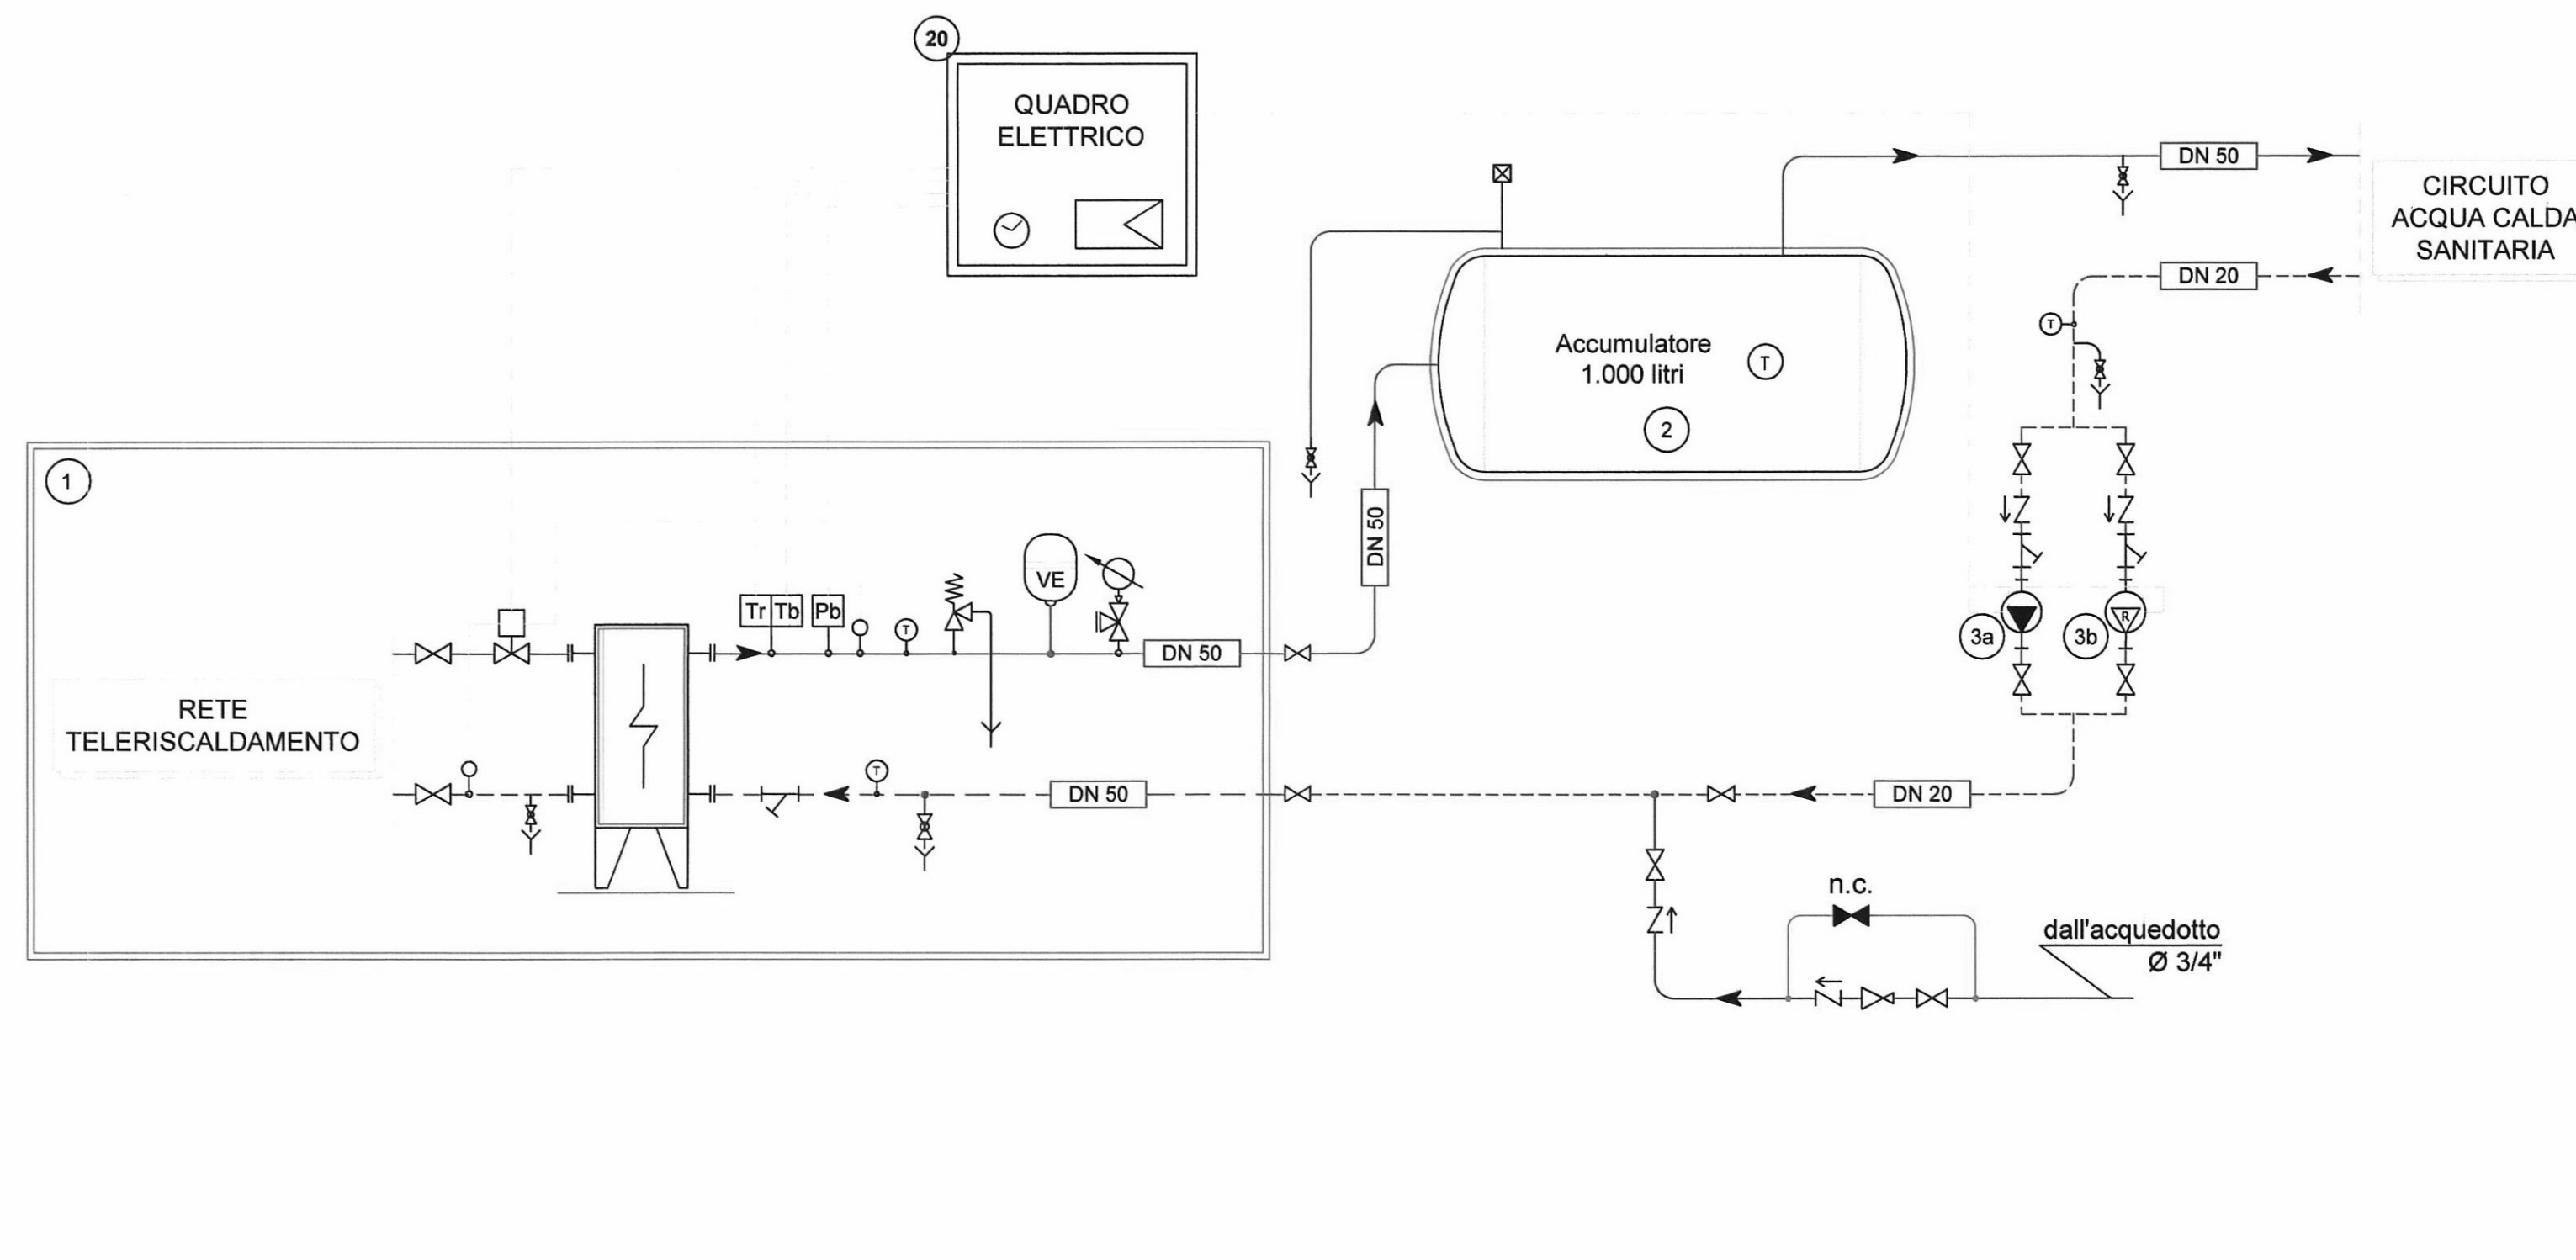 20
QUADRO
ELETTRICO
DN 50
CIRCUITO
ACQUA CALDA
SANITARIA
DN 20
T
Accumulatore
1.000 litri
T
2
1
DN 50
VE
Tr Tb Pb
T
DN 50
3a
3b
R
RETE
TELERISCALDAMENTO
T
DN 50
DN 20
n.c.
dall'acquedotto
Ø 3/4"